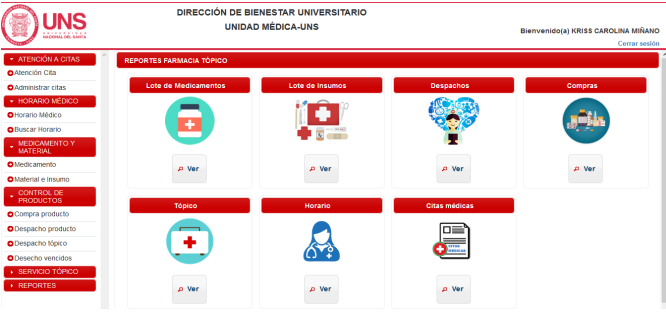 UNS
UNIVERSIDAD
NACIONAL DEL SANTA
DIRECCIÓN DE BIENESTAR UNIVERSITARIO
UNIDAD MÉDICA-UNS
Bienvenido(a) KRISS CAROLINA MIÑANO
Cerrar sesión
ATENCIÓN A CITAS
Atención Cita
Administrar citas
HORARIO MÉDICO
Horario Médico
Buscar Horario
MEDICAMENTO Y
MATERIAL
Medicamento
Material e Insumo
CONTROL DE
PRODUCTOS
Compra producto
Despacho producto
Despacho tópico
Desecho vencidos
SERVICIO TÓPICO
REPORTES
REPORTES FARMACIA TÓPICO
Lote de Medicamentos
Ver
Lote de Insumos
Ver
Despachos
Ver
Compras
Ver
Tópico
Ver
Horario
Ver
Citas médicas
CITAS
MEDICAS
Ver